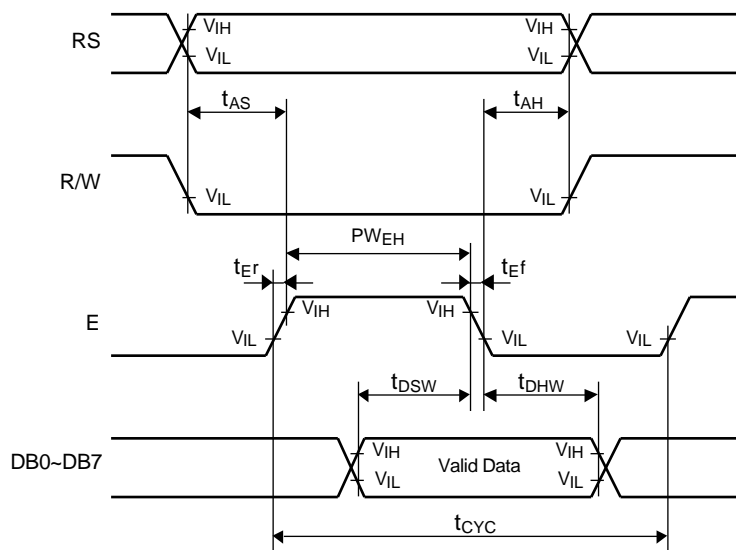 RS
VIH
VIL
VIH
VIL
tAS
tAH
R/W
VIL
VIL
PWEH
tEr
tEf
E
VIH
VIH
VIL
VIL
VIL
tDSW
tDHW
DB0~DB7
VIH
VIL
Valid Data
VIH
VIL
tCYC